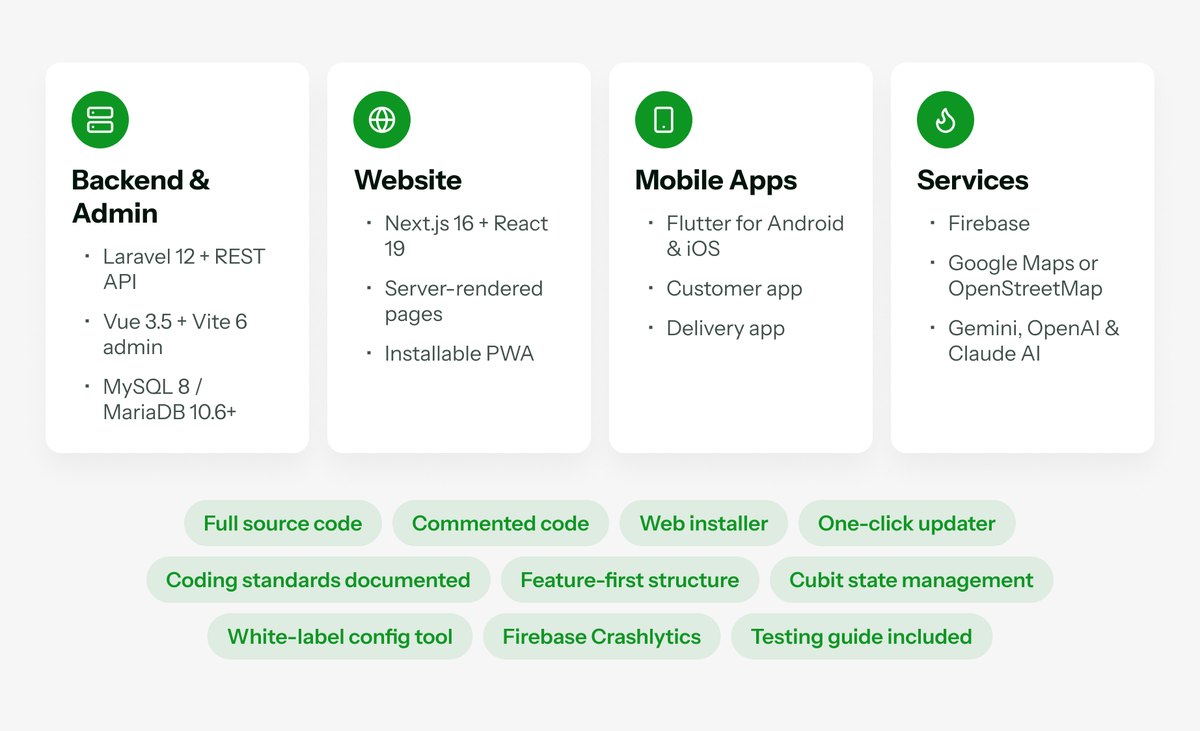 Backend &
Admin
• Laravel 12 + REST
API
• Vue 3.5 + Vite 6
admin
• MySQL 8 /
MariaDB 10.6+
Website
• Next.js 16 + React
19
• Server-rendered
pages
• Installable PWA
Mobile Apps
• Flutter for Android
& iOS
• Customer app
• Delivery app
Services
• Firebase
• Google Maps or
OpenStreetMap
• Gemini, OpenAI &
Claude AI
Full source code
Commented code
Web installer
One-click updater
Coding standards documented
Feature-first structure
Cubit state management
White-label config tool
Firebase Crashlytics
Testing guide included